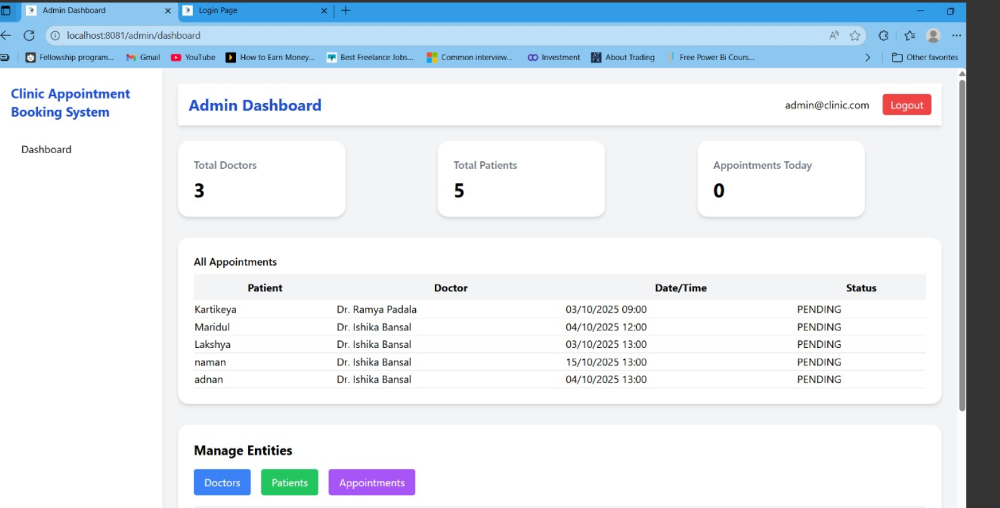 Admin Dashboard
Login Page
localhost:8081/admin/dashboard
Fellowship program... Gmail YouTube How to Earn Money... Best Freelance Jobs... Common interview... Investment About Trading Free Power Bi Cours... Other favorites
Clinic Appointment
Booking System
Dashboard
Admin Dashboard
admin@clinic.com
Logout
Total Doctors
3
Total Patients
5
Appointments Today
0
All Appointments
Patient Doctor Date/Time Status
Kartikeya Dr. Ramya Padala 03/10/2025 09:00 PENDING
Maridul Dr. Ishika Bansal 04/10/2025 12:00 PENDING
Lakshya Dr. Ishika Bansal 03/10/2025 13:00 PENDING
naman Dr. Ishika Bansal 15/10/2025 13:00 PENDING
adnan Dr. Ishika Bansal 04/10/2025 13:00 PENDING
Manage Entities
Doctors Patients Appointments